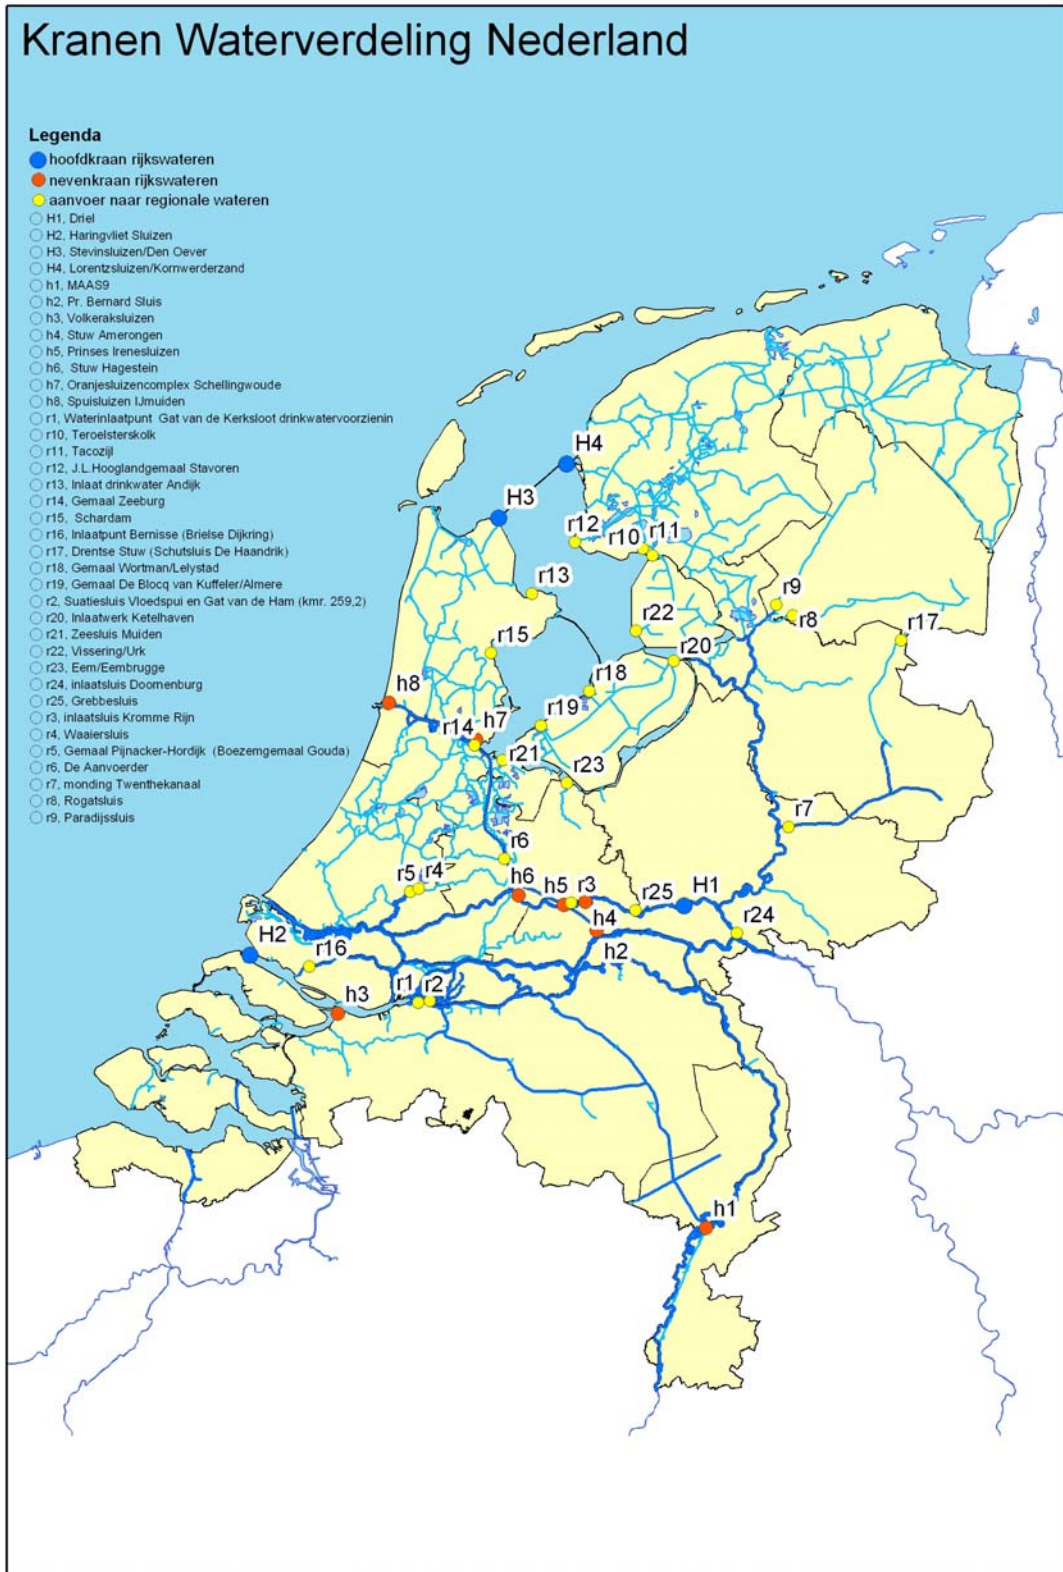 Kranen Waterverdeling Nederland
Legenda
hoofdkraan rijkswateren
nevenkraan rijkswateren
aanvoer naar regionale wateren
H1, Driel
H2, Haringvliet Sluizen
H3, Stevinsluizen/Den Oever
H4, Lorentzsluizen/Kornwerderzand
h1, MAAS9
h2, Pr. Bernard Sluis
h3, Volkeraksluizen
h4, Stuw Amerongen
h5, Prinses Irenesluizen
h6, Stuw Hagestein
h7, Oranjesluizencomplex Schellingwoude
h8, Spuisluizen IJmuiden
r1, Waterinlaatpunt Gat van de Kerksloot drinkwatervoorzienin
r10, Teroelsterskolk
r11, Tacozijl
r12, J.L.Hooglandgemaal Stavoren
r13, Inlaat drinkwater Andijk
r14, Gemaal Zeeburg
r15, Schardam
r16, Inlaatpunt Bernisse (Brielse Dijkring)
r17, Drentse Stuw (Schutsluis De Haandrik)
r18, Gemaal Wortman/Lelystad
r19, Gemaal De Blocq van Kuffeler/Almere
r2, Suatiesluis Vloedspui en Gat van de Ham (kmr. 259,2)
r20, Inlaatwerk Ketelhaven
r21, Zeesluis Muiden
r22, Vissering/Urk
r23, Eem/Eembrugge
r24, inlaatsluis Doornenburg
r25, Grebbesluis
r3, inlaatsluis Kromme Rijn
r4, Waaiersluis
r5, Gemaal Pijnacker-Hordijk (Boezemgemaal Gouda)
r6, De Aanvoerder
r7, monding Twenthekanaal
r8, Rogatsluis
r9, Paradijssluis
H4
H3
r12
r10
r11
r13
r9
r8
r22
r17
r15
r20
h8
r18
r14
h7
r19
r21
r23
r7
r6
r5
r4
h6
h5
r3
r25
H1
r24
h4
H2
r16
h2
r1
r2
h3
h1